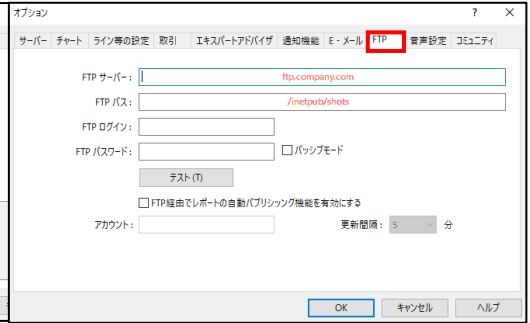 オプション ? ×
サーバー チャート ライン等の設定 取引 エキスパートアドバイザ 通知機能 E - メール FTP 音声設定 コミュニティ
FTP サーバー: ftp.company.com
FTP パス: /inetpub/shots
FTP ログイン:
FTP パスワード: パッシブモード
テスト (T)
FTP経由でレポートの自動パブリシッング機能を有効にする
アカウント: 更新間隔: 5 分
OK キャンセル ヘルプ